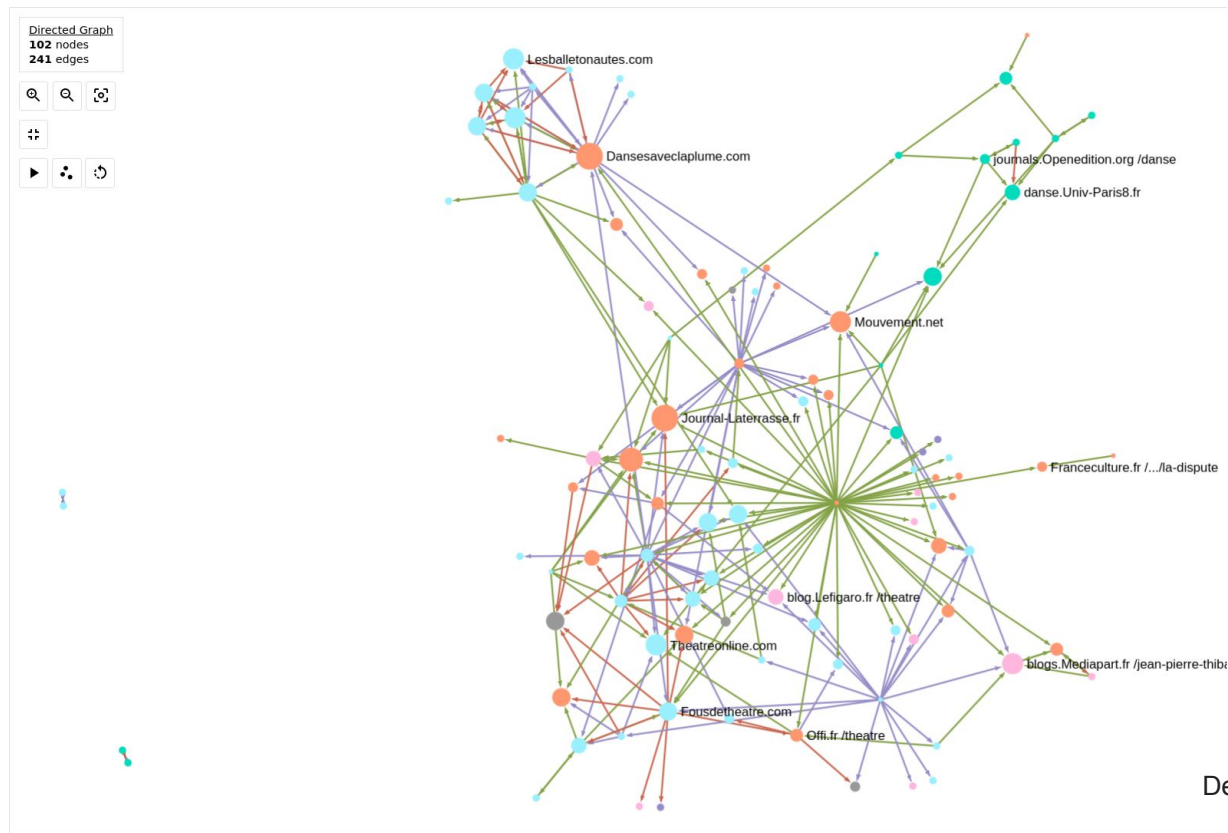 Directed Graph
102 nodes
241 edges
Lesballetonautes.com
Dansesaveclaplume.com
journals.Openedition.org /danse
danse.Univ-Paris8.fr
Mouvement.net
Journal-Laterrasse.fr
Franceculture.fr /.../la-dispute
blog.Lefigaro.fr /theatre
Theatreonline.com
blogs.Mediapart.fr /jean-pierre-thiba
Fousdetheatre.com
Offi.fr /theatre
De